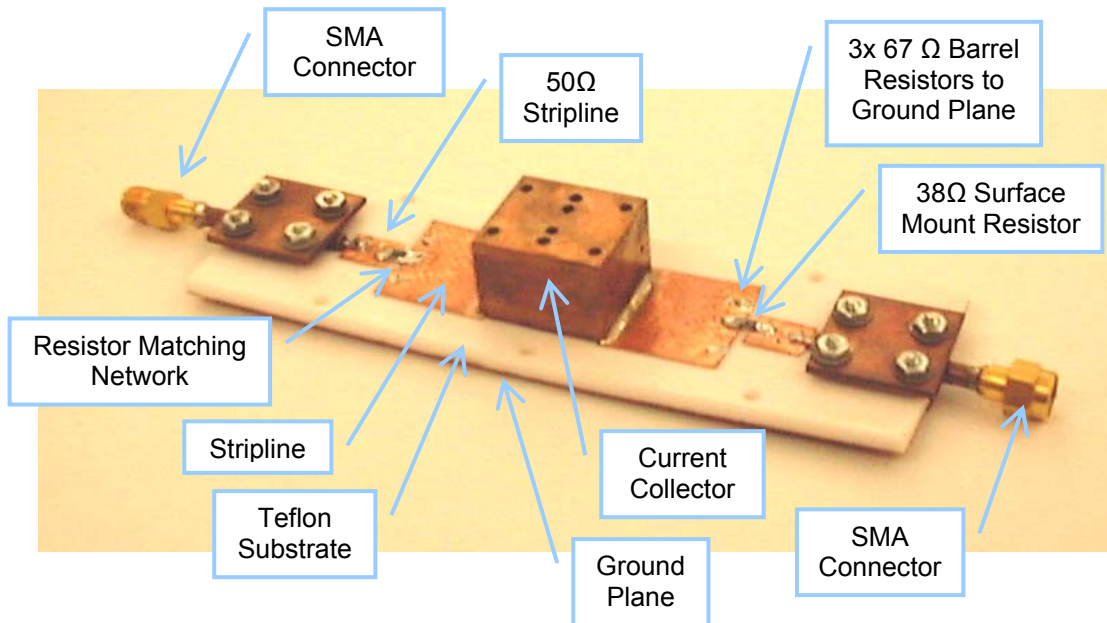 SMA
Connector
50Ω
Stripline
3x 67 Ω Barrel
Resistors to
Ground Plane
38Ω Surface
Mount Resistor
Resistor Matching
Network
Stripline
Teflon
Substrate
Ground
Plane
Current
Collector
SMA
Connector